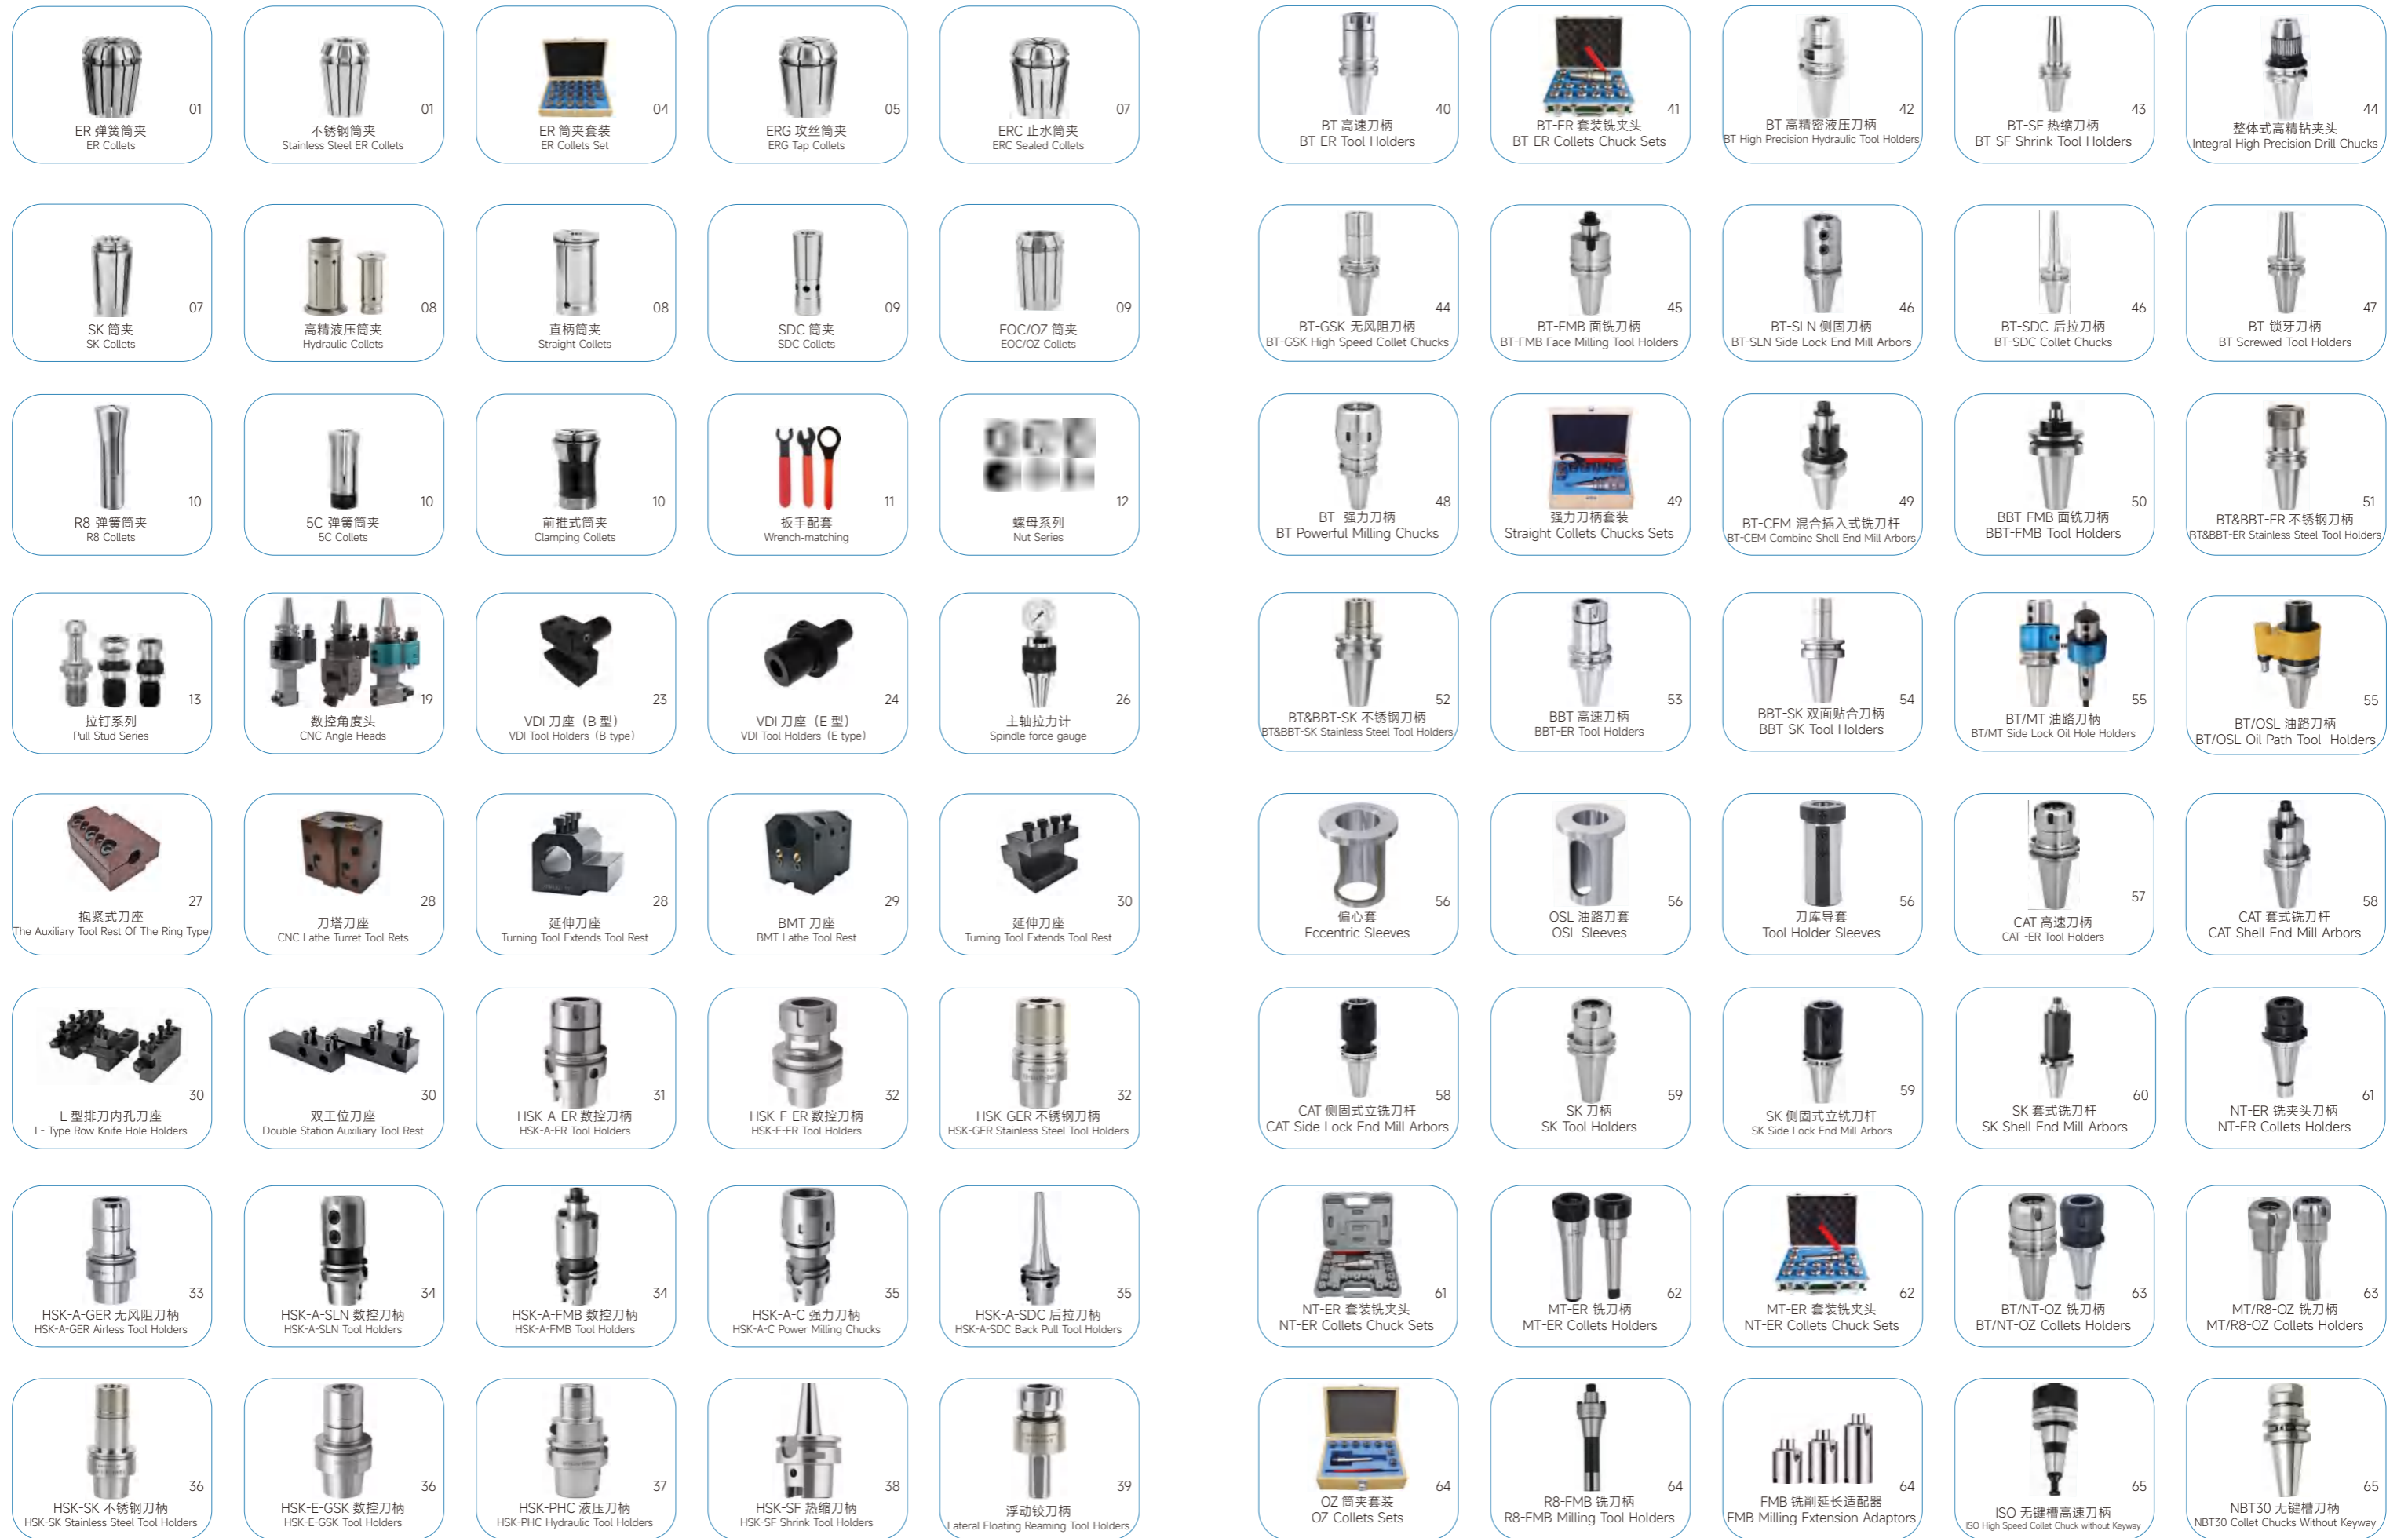 01
ER 弹簧筒夹
ER Collets
01
不锈钢筒夹
Stainless Steel ER Collets
04
ER 筒夹套装
ER Collets Set
05
ERG 攻丝筒夹
ERG Tap Collets
07
ERC 止水筒夹
ERC Sealed Collets
07
SK 筒夹
SK Collets
08
高精液压筒夹
Hydraulic Collets
08
直柄筒夹
Straight Collets
09
SDC 筒夹
SDC Collets
09
EOC/OZ 筒夹
EOC/OZ Collets
10
R8 弹簧筒夹
R8 Collets
10
5C 弹簧筒夹
5C Collets
10
前推式筒夹
Clamping Collets
11
扳手配套
Wrench-matching
12
螺母系列
Nut Series
13
拉钉系列
Pull Stud Series
19
数控角度头
CNC Angle Heads
23
VDI 刀座（B 型）
VDI Tool Holders（B type）
24
VDI 刀座（E 型）
VDI Tool Holders（E type）
26
主轴拉力计
Spindle force gauge
27
抱紧式刀座
The Auxiliary Tool Rest Of The Ring Type
28
刀塔刀座
CNC Lathe Turret Tool Rets
28
延伸刀座
Turning Tool Extends Tool Rest
29
BMT 刀座
BMT Lathe Tool Rest
30
延伸刀座
Turning Tool Extends Tool Rest
30
L 型排刀内孔刀座
L- Type Row Knife Hole Holders
30
双工位刀座
Double Station Auxiliary Tool Rest
31
HSK-A-ER 数控刀柄
HSK-A-ER Tool Holders
32
HSK-F-ER 数控刀柄
HSK-F-ER Tool Holders
32
HSK-GER 不锈钢刀柄
HSK-GER Stainless Steel Tool Holders
33
HSK-A-GER 无风阻刀柄
HSK-A-GER Airless Tool Holders
34
HSK-A-SLN 数控刀柄
HSK-A-SLN Tool Holders
34
HSK-A-FMB 数控刀柄
HSK-A-FMB Tool Holders
35
HSK-A-C 强力刀柄
HSK-A-C Power Milling Chucks
35
HSK-A-SDC 后拉刀柄
HSK-A-SDC Back Pull Tool Holders
36
HSK-SK 不锈钢刀柄
HSK-SK Stainless Steel Tool Holders
36
HSK-E-GSK 数控刀柄
HSK-E-GSK Tool Holders
37
HSK-PHC 液压刀柄
HSK-PHC Hydraulic Tool Holders
38
HSK-SF 热缩刀柄
HSK-SF Shrink Tool Holders
39
浮动铰刀柄
Lateral Floating Reaming Tool Holders
40
BT 高速刀柄
BT-ER Tool Holders
41
BT-ER 套装铣夹头
BT-ER Collets Chuck Sets
42
BT 高精密液压刀柄
BT High Precision Hydraulic Tool Holders
43
BT-SF 热缩刀柄
BT-SF Shrink Tool Holders
44
整体式高精钻夹头
Integral High Precision Drill Chucks
44
BT-GSK 无风阻刀柄
BT-GSK High Speed Collet Chucks
45
BT-FMB 面铣刀柄
BT-FMB Face Milling Tool Holders
46
BT-SLN 侧固刀柄
BT-SLN Side Lock End Mill Arbors
46
BT-SDC 后拉刀柄
BT-SDC Collet Chucks
47
BT 锁牙刀柄
BT Screwed Tool Holders
48
BT- 强力刀柄
BT Powerful Milling Chucks
49
强力刀柄套装
Straight Collets Chucks Sets
49
BT-CEM 混合插入式铣刀杆
BT-CEM Combine Shell End Mill Arbors
50
BBT-FMB 面铣刀柄
BBT-FMB Tool Holders
51
BT&BBT-ER 不锈钢刀柄
BT&BBT-ER Stainless Steel Tool Holders
52
BT&BBT-SK 不锈钢刀柄
BT&BBT-SK Stainless Steel Tool Holders
53
BBT 高速刀柄
BBT-ER Tool Holders
54
BBT-SK 双面贴合刀柄
BBT-SK Tool Holders
55
BT/MT 油路刀柄
BT/MT Side Lock Oil Hole Holders
55
BT/OSL 油路刀柄
BT/OSL Oil Path Tool Holders
56
偏心套
Eccentric Sleeves
56
OSL 油路刀套
OSL Sleeves
56
刀库导套
Tool Holder Sleeves
57
CAT 高速刀柄
CAT -ER Tool Holders
58
CAT 套式铣刀杆
CAT Shell End Mill Arbors
58
CAT 侧固式立铣刀杆
CAT Side Lock End Mill Arbors
59
SK 刀柄
SK Tool Holders
59
SK 侧固式立铣刀杆
SK Side Lock End Mill Arbors
60
SK 套式铣刀杆
SK Shell End Mill Arbors
61
NT-ER 铣夹头刀柄
NT-ER Collets Holders
61
NT-ER 套装铣夹头
NT-ER Collets Chuck Sets
62
MT-ER 铣刀柄
MT-ER Collets Holders
62
MT-ER 套装铣夹头
NT-ER Collets Chuck Sets
63
BT/NT-OZ 铣刀柄
BT/NT-OZ Collets Holders
63
MT/R8-OZ 铣刀柄
MT/R8-OZ Collets Holders
64
OZ 筒夹套装
OZ Collets Sets
64
R8-FMB 铣刀柄
R8-FMB Milling Tool Holders
64
FMB 铣削延长适配器
FMB Milling Extension Adaptors
65
ISO 无键槽高速刀柄
ISO High Speed Collet Chuck without Keyway
65
NBT30 无键槽刀柄
NBT30 Collet Chucks Without Keyway